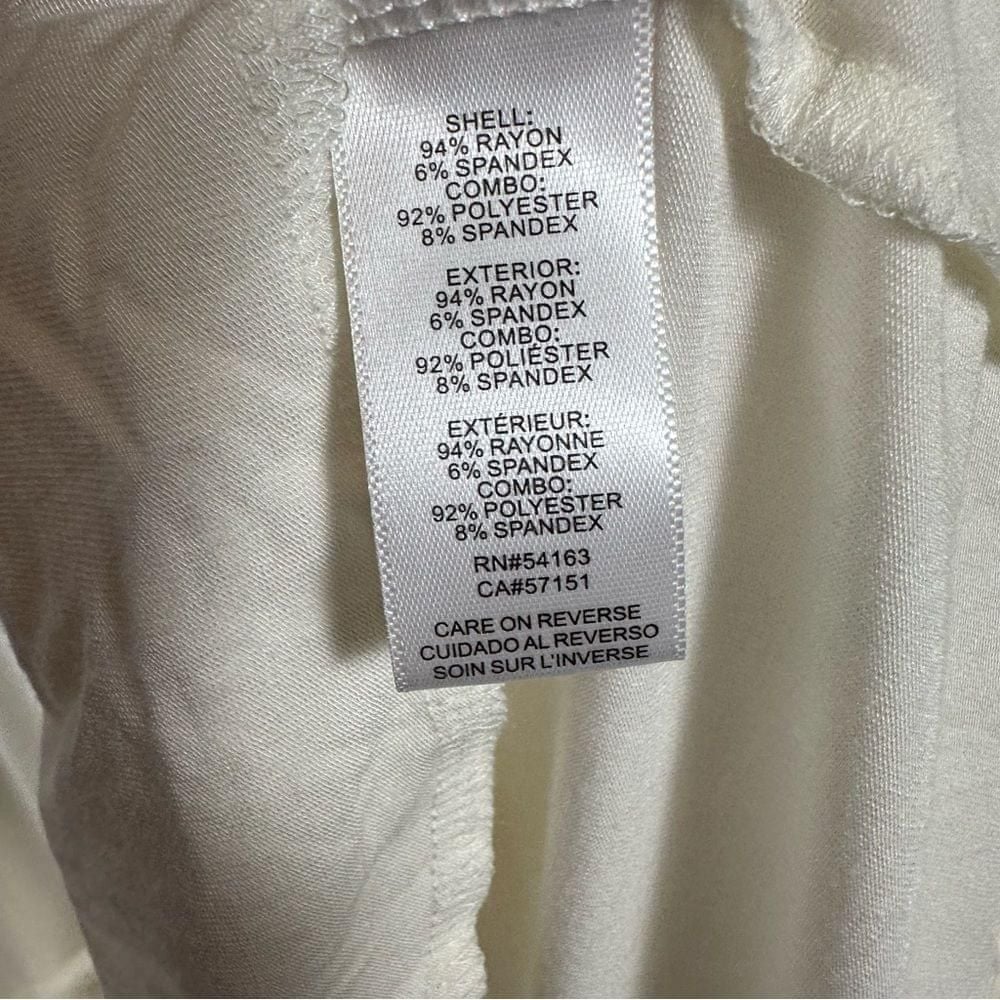 SHELL:
94% RAYON
6% SPANDEX
COMBO:
92% POLYESTER
8% SPANDEX
EXTERIOR:
94% RAYON
6% SPANDEX
COMBO:
92% POLIÉSTER
8% SPANDEX
EXTÉRIEUR:
94% RAYONNE
6% SPANDEX
COMBO:
92% POLYESTER
8% SPANDEX
RN#54163
CA#57151
CARE ON REVERSE
CUIDADO AL REVERSO
SOIN SUR L'INVERSE